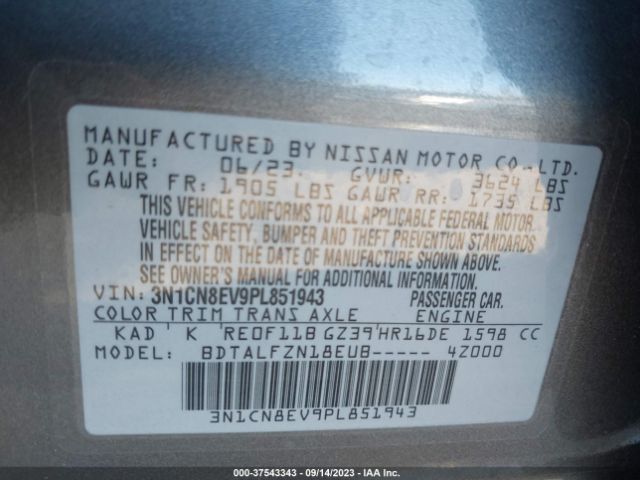 MANUFACTURED BY NISSAN MOTOR CO-LTD.
DATE: 06/23. GVWR: 3624 LBS
GAWR FR: 1905 LBS GAWR RR: 1735 LBS
THIS VEHICLE CONFORMS TO ALL APPLICABLE FEDERAL MOTOR
VEHICLE SAFETY, BUMPER AND THEFT PREVENTION STANDARDS
IN EFFECT ON THE DATE OF MANUFACTURE SHOWN ABOVE.
SEE OWNER'S MANUAL FOR ADDITIONAL INFORMATION.
VIN: 3N1CN8EV9PL851943 PASSENGER CAR.
COLOR TRIM TRANS AXLE ENGINE
KAD K RE0F11B GZ39 HR16DE 1598 CC
MODEL: BDTALFZN18EUB----- 4Z000
3N1CN8EV9PL851943
000-37543343 - 09/14/2023 - IAA Inc.